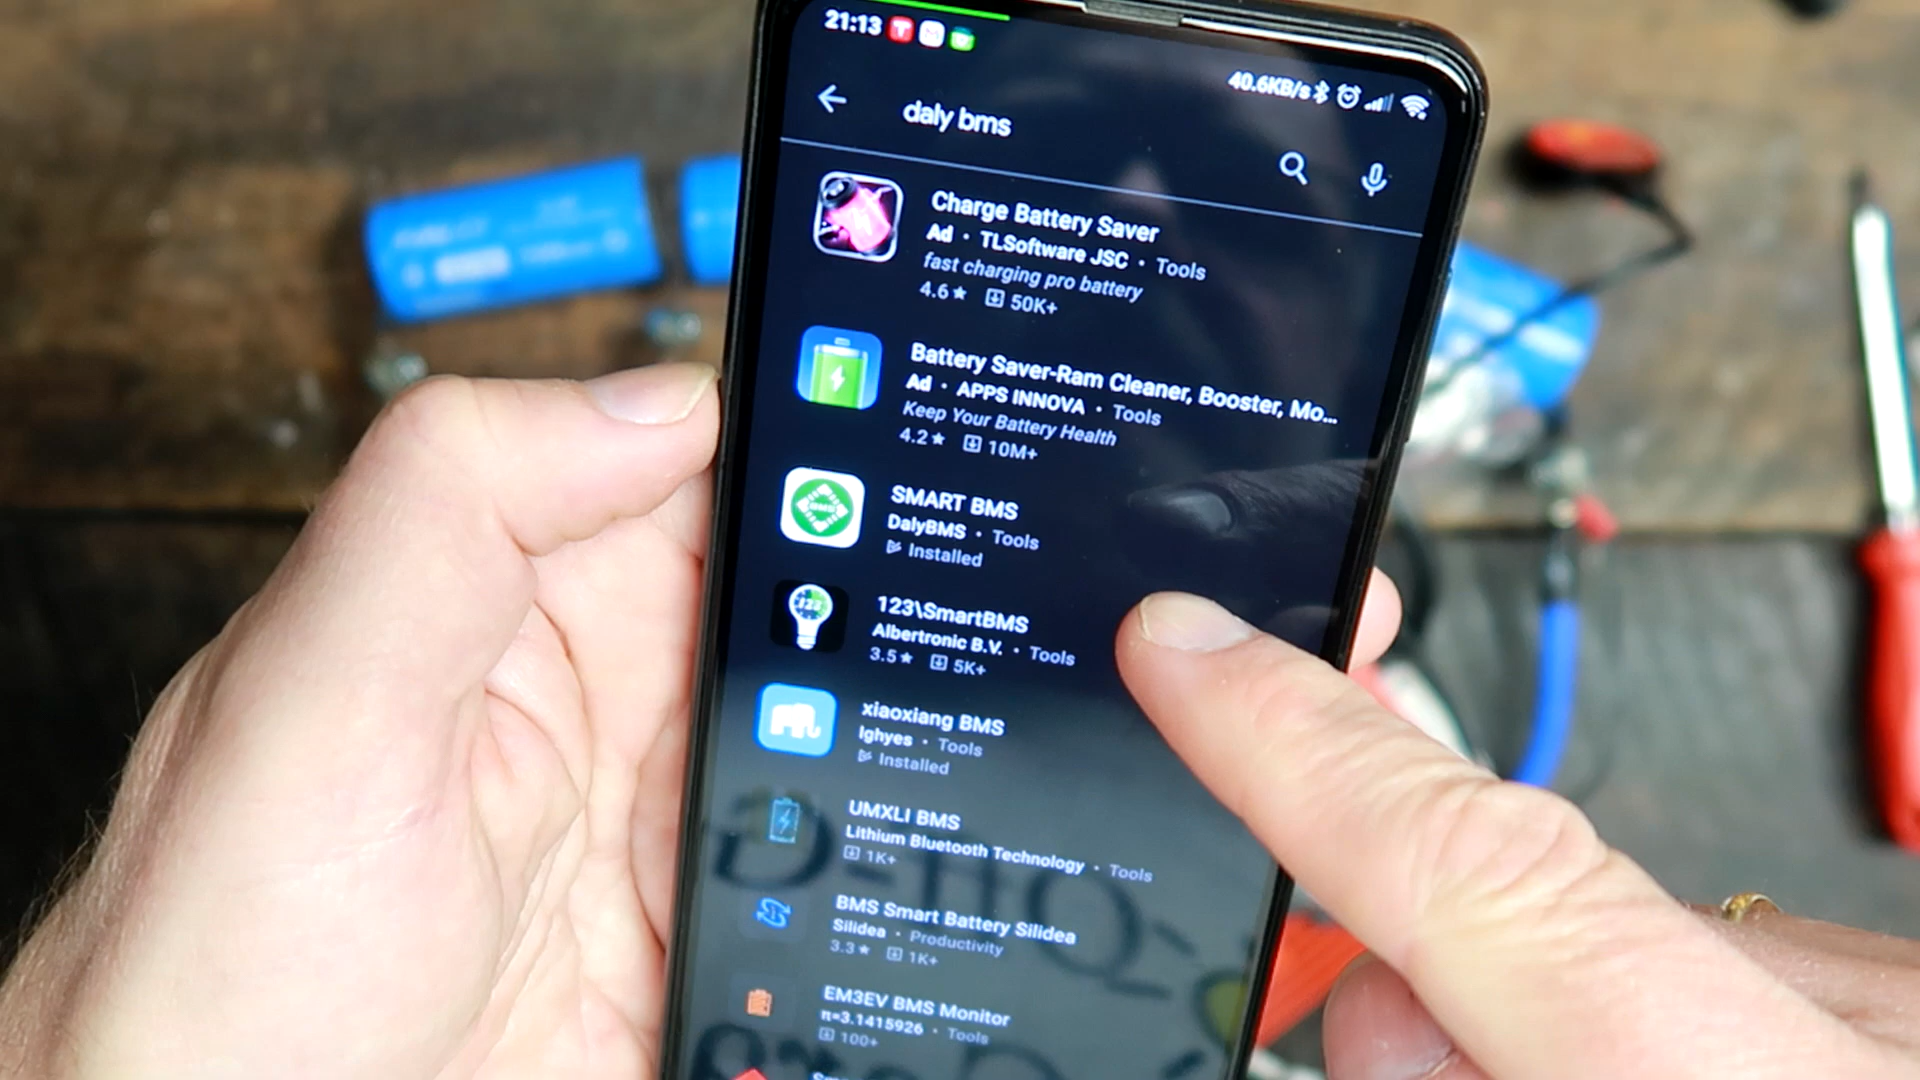 21:13
40.6KB/s
daly bms
Charge Battery Saver
Ad • TLSoftware JSC • Tools
fast charging pro battery
4.6★ 50K+
Battery Saver-Ram Cleaner, Booster, Mo...
Ad • APPS INNOVA • Tools
Keep Your Battery Health
4.2★ 10M+
SMART BMS
DalyBMS • Tools
Installed
123\SmartBMS
Albertronic B.V. • Tools
3.5★ 5K+
xiaoxiang BMS
lghyes • Tools
Installed
UMXLI BMS
Lithium Bluetooth Technology • Tools
1K+
BMS Smart Battery Silidea
Silidea • Productivity
3.3★ 1K+
EM3EV BMS Monitor
π=3.1415926 • Tools
100+